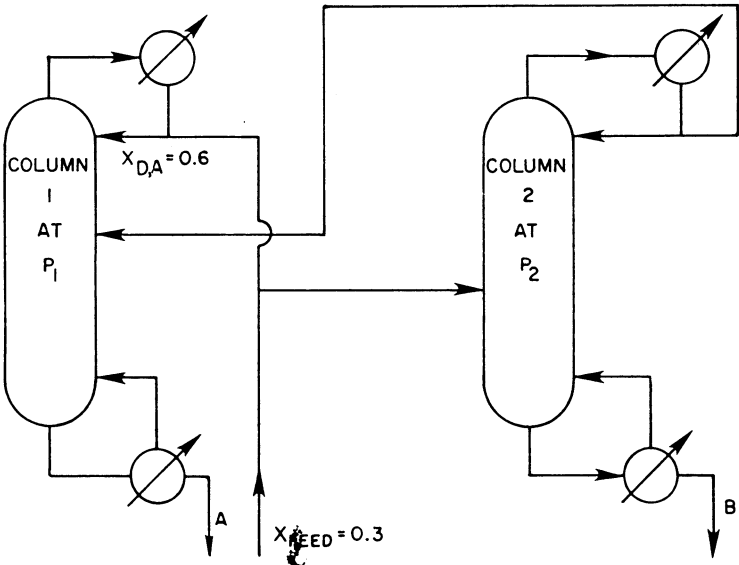 COLUMN
1
AT
P1
XD,A = 0.6
COLUMN
2
AT
P2
A
XFEED = 0.3
B